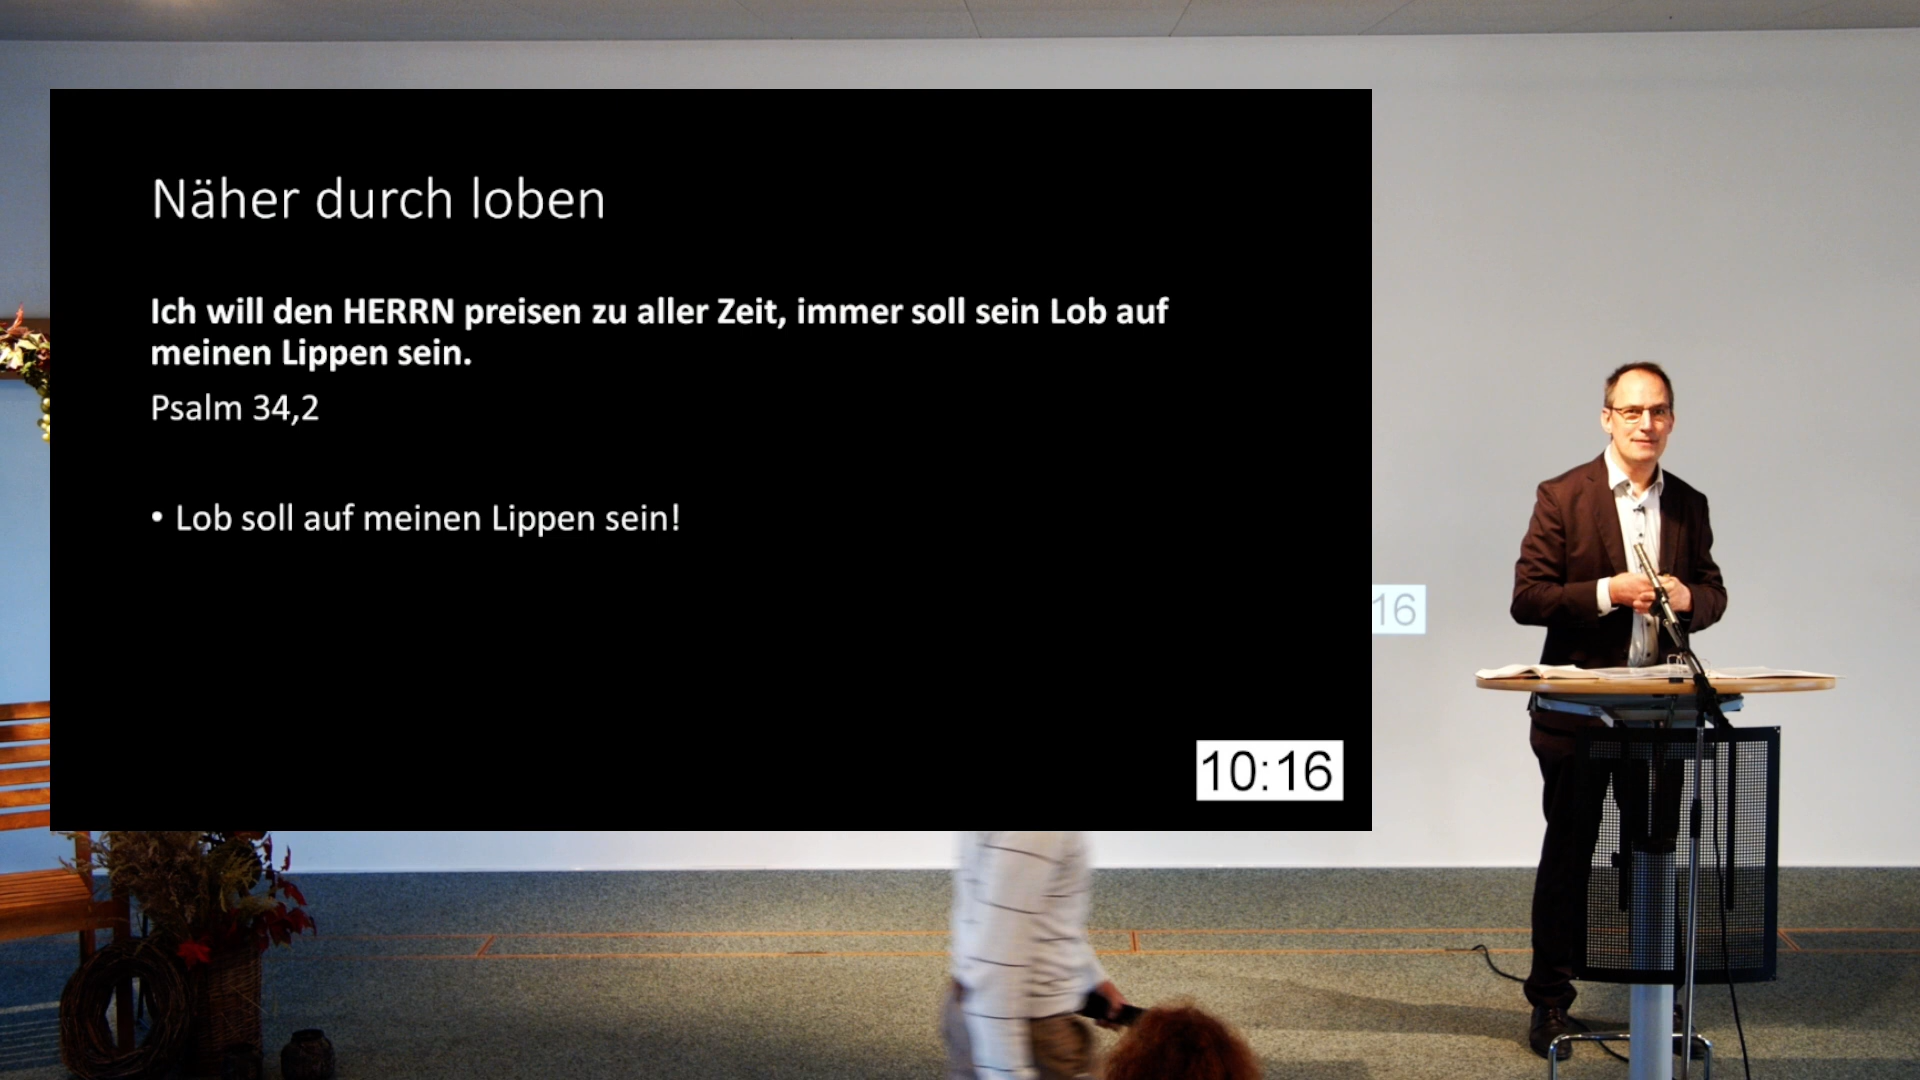 Näher durch loben
Ich will den HERRN preisen zu aller Zeit, immer soll sein Lob auf
meinen Lippen sein.
Psalm 34,2
• Lob soll auf meinen Lippen sein!
16
10:16